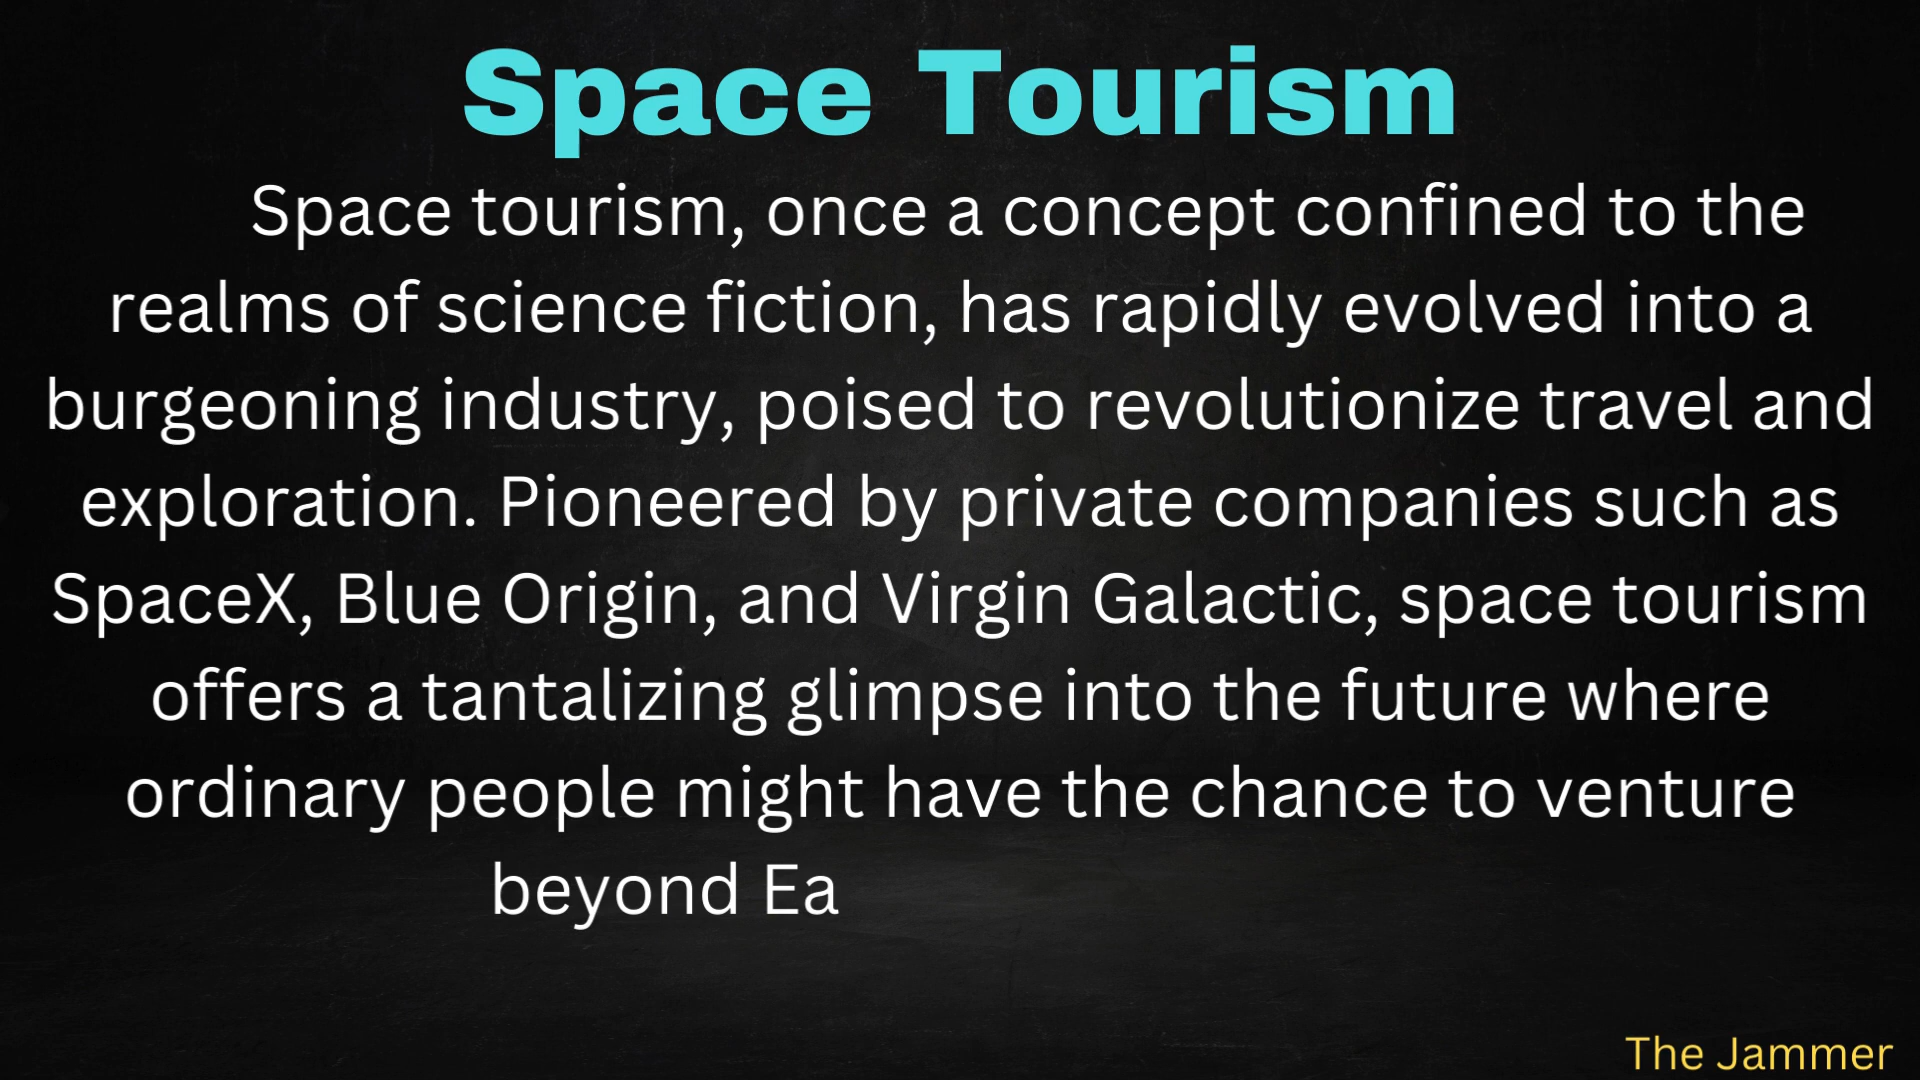 Space Tourism
Space tourism, once a concept confined to the
realms of science fiction, has rapidly evolved into a
burgeoning industry, poised to revolutionize travel and
exploration. Pioneered by private companies such as
SpaceX, Blue Origin, and Virgin Galactic, space tourism
offers a tantalizing glimpse into the future where
ordinary people might have the chance to venture
beyond Ea
The Jammer